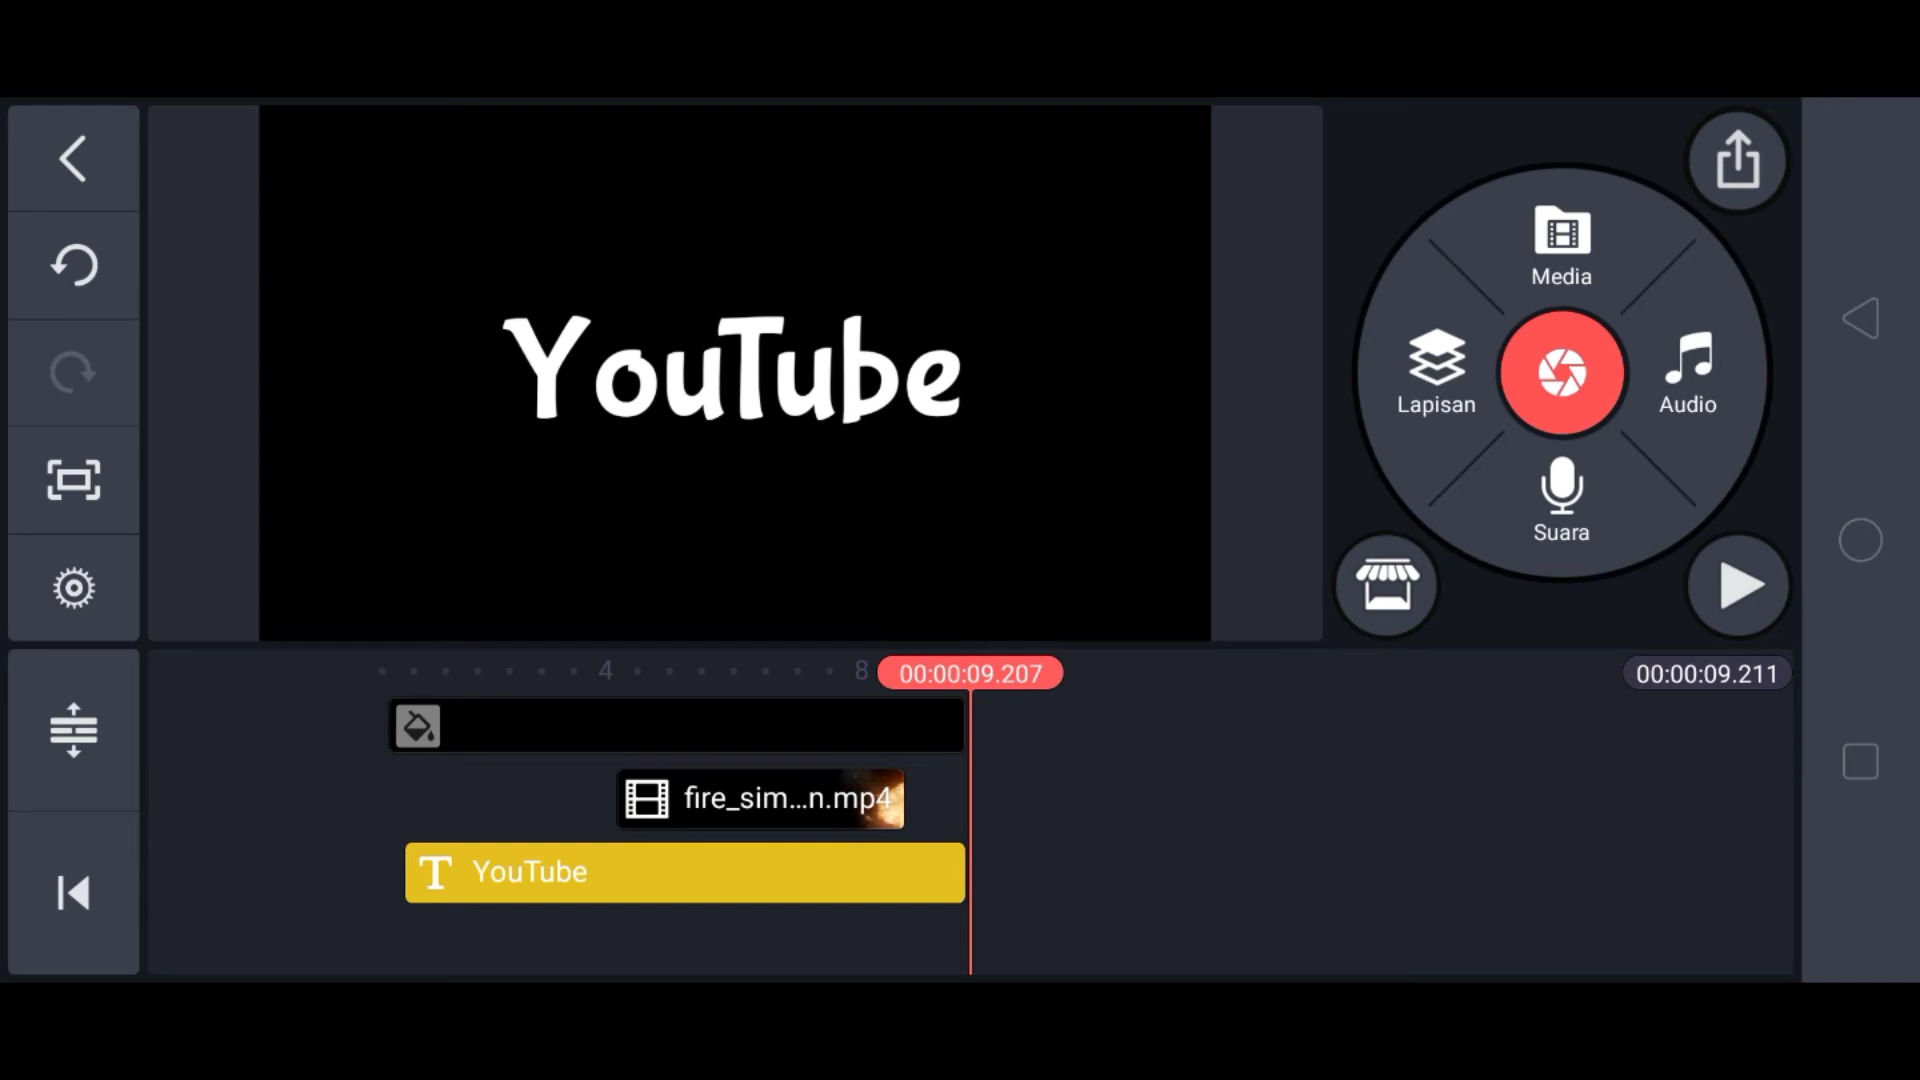 YouTube
Media
Lapisan
Audio
Suara
4
8
00:00:09.207
00:00:09.211
fire_sim...n.mp4
T YouTube